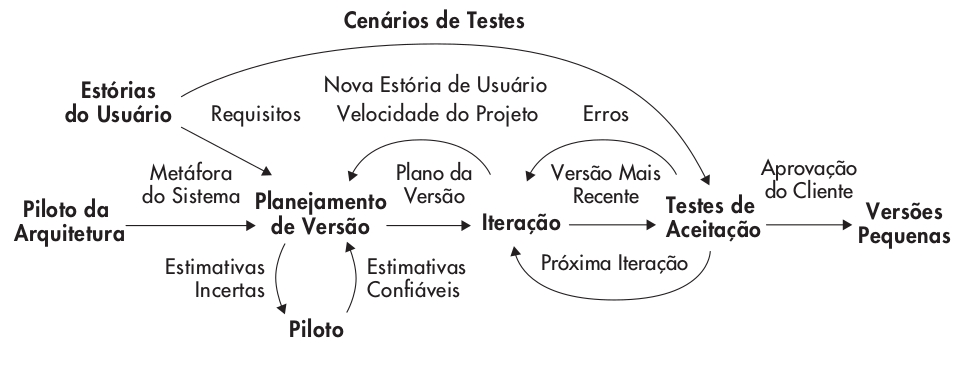 Cenários de Testes
Estórias
do Usuário
Requisitos
Nova Estória de Usuário
Velocidade do Projeto
Erros
Metáfora
do Sistema
Plano da
Versão
Versão Mais
Recente
Aprovação
do Cliente
Piloto da
Arquitetura
Planejamento
de Versão
Iteração
Testes de
Aceitação
Versões
Pequenas
Estimativas
Incertas
Estimativas
Confiáveis
Próxima Iteração
Piloto